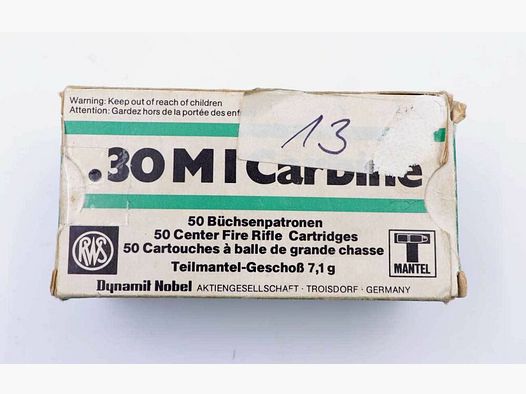 Warning: Keep out of reach of children
Attention: Gardez hors de la portée des enf
13
.30 M I Carbine
50 Büchsenpatronen
50 Center Fire Rifle Cartridges
50 Cartouches à balle de grande chasse
Teilmantel-Geschoß 7,1 g
RWS
T
MANTEL
Dynamit Nobel AKTIENGESELLSCHAFT · TROISDORF · GERMANY